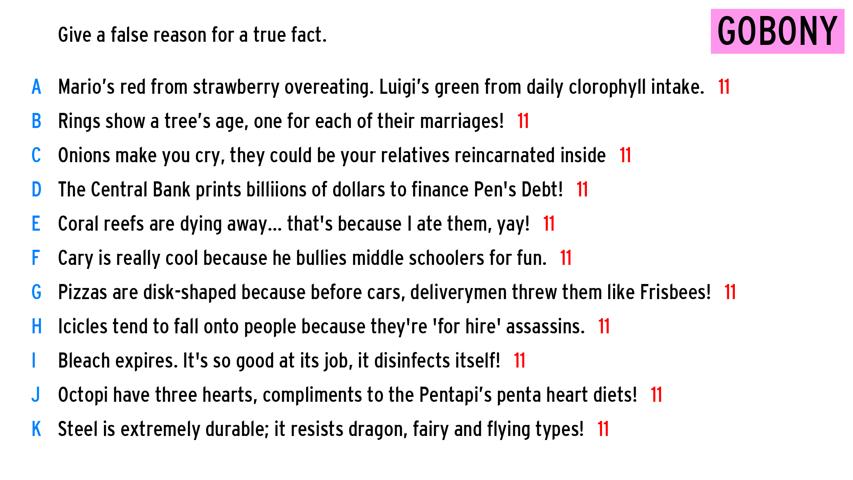 Give a false reason for a true fact.
GOBONY
A Mario's red from strawberry overeating. Luigi's green from daily clorophyll intake. 11
B Rings show a tree's age, one for each of their marriages! 11
C Onions make you cry, they could be your relatives reincarnated inside 11
D The Central Bank prints billiions of dollars to finance Pen's Debt! 11
E Coral reefs are dying away... that's because I ate them, yay! 11
F Cary is really cool because he bullies middle schoolers for fun. 11
G Pizzas are disk-shaped because before cars, deliverymen threw them like Frisbees! 11
H Icicles tend to fall onto people because they're 'for hire' assassins. 11
I Bleach expires. It's so good at its job, it disinfects itself! 11
J Octopi have three hearts, compliments to the Pentapi's penta heart diets! 11
K Steel is extremely durable; it resists dragon, fairy and flying types! 11